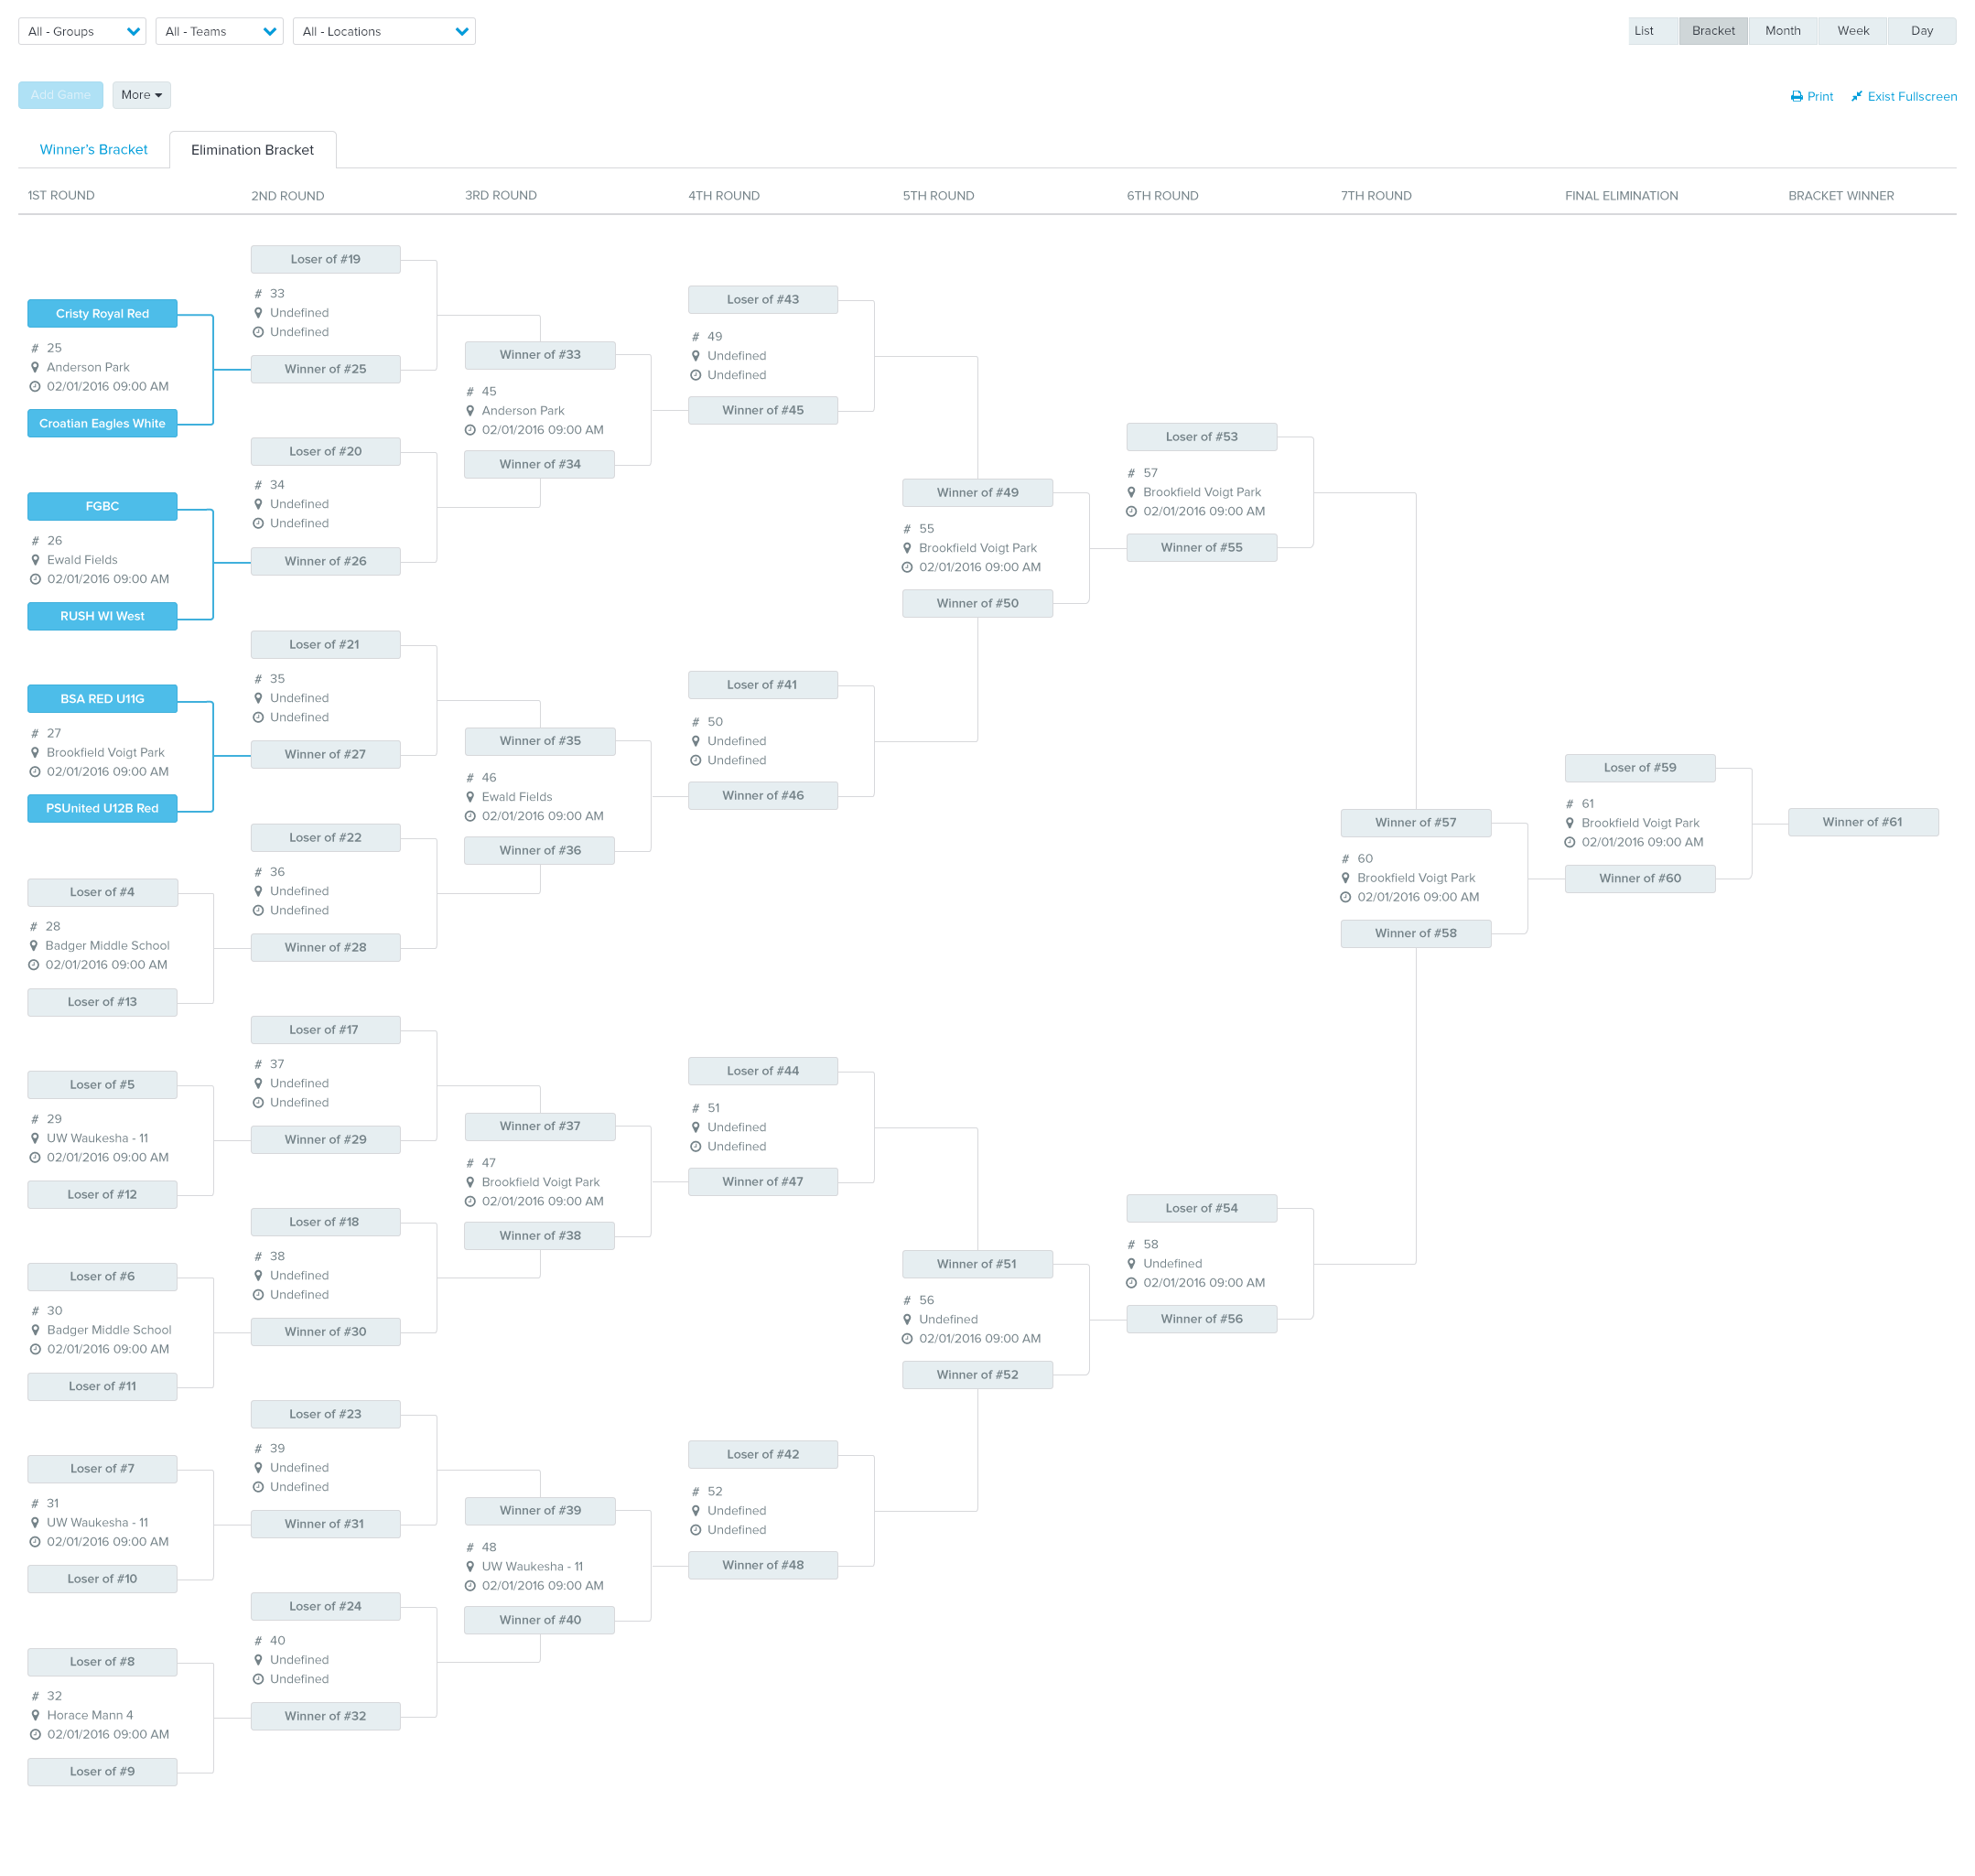 All - Groups
All - Teams
All - Locations
List
Bracket
Month
Week
Day
Add Game
More
Print
Exist Fullscreen
Winner's Bracket
Elimination Bracket
1ST ROUND
2ND ROUND
3RD ROUND
4TH ROUND
5TH ROUND
6TH ROUND
7TH ROUND
FINAL ELIMINATION
BRACKET WINNER
Cristy Royal Red
# 25
Anderson Park
02/01/2016 09:00 AM
Croatian Eagles White
FGBC
# 26
Ewald Fields
02/01/2016 09:00 AM
RUSH WI West
BSA RED U11G
# 27
Brookfield Voigt Park
02/01/2016 09:00 AM
PSUnited U12B Red
Loser of #4
# 28
Badger Middle School
02/01/2016 09:00 AM
Loser of #13
Loser of #5
# 29
UW Waukesha - 11
02/01/2016 09:00 AM
Loser of #12
Loser of #6
# 30
Badger Middle School
02/01/2016 09:00 AM
Loser of #11
Loser of #7
# 31
UW Waukesha - 11
02/01/2016 09:00 AM
Loser of #10
Loser of #8
# 32
Horace Mann 4
02/01/2016 09:00 AM
Loser of #9
Loser of #19
# 33
Undefined
Undefined
Winner of #25
Loser of #20
# 34
Undefined
Undefined
Winner of #26
Loser of #21
# 35
Undefined
Undefined
Winner of #27
Loser of #22
# 36
Undefined
Undefined
Winner of #28
Loser of #17
# 37
Undefined
Undefined
Winner of #29
Loser of #18
# 38
Undefined
Undefined
Winner of #30
Loser of #23
# 39
Undefined
Undefined
Winner of #31
Loser of #24
# 40
Undefined
Undefined
Winner of #32
Winner of #33
# 45
Anderson Park
02/01/2016 09:00 AM
Winner of #34
Winner of #35
# 46
Ewald Fields
02/01/2016 09:00 AM
Winner of #36
Winner of #37
# 47
Brookfield Voigt Park
02/01/2016 09:00 AM
Winner of #38
Winner of #39
# 48
UW Waukesha - 11
02/01/2016 09:00 AM
Winner of #40
Loser of #43
# 49
Undefined
Undefined
Winner of #45
Loser of #41
# 50
Undefined
Undefined
Winner of #46
Loser of #44
# 51
Undefined
Undefined
Winner of #47
Loser of #42
# 52
Undefined
Undefined
Winner of #48
Winner of #49
# 55
Brookfield Voigt Park
02/01/2016 09:00 AM
Winner of #50
Winner of #51
# 56
Undefined
02/01/2016 09:00 AM
Winner of #52
Loser of #53
# 57
Brookfield Voigt Park
02/01/2016 09:00 AM
Winner of #55
Loser of #54
# 58
Undefined
02/01/2016 09:00 AM
Winner of #56
Winner of #57
# 60
Brookfield Voigt Park
02/01/2016 09:00 AM
Winner of #58
Loser of #59
# 61
Brookfield Voigt Park
02/01/2016 09:00 AM
Winner of #60
Winner of #61